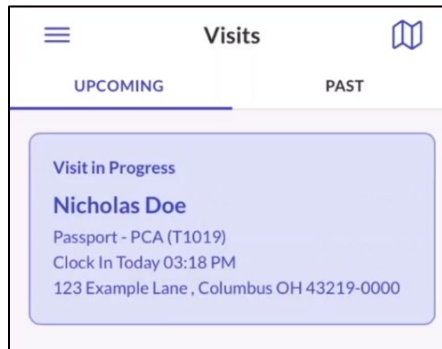 Visits
UPCOMING PAST
Visit in Progress
Nicholas Doe
Passport - PCA (T1019)
Clock In Today 03:18 PM
123 Example Lane , Columbus OH 43219-0000